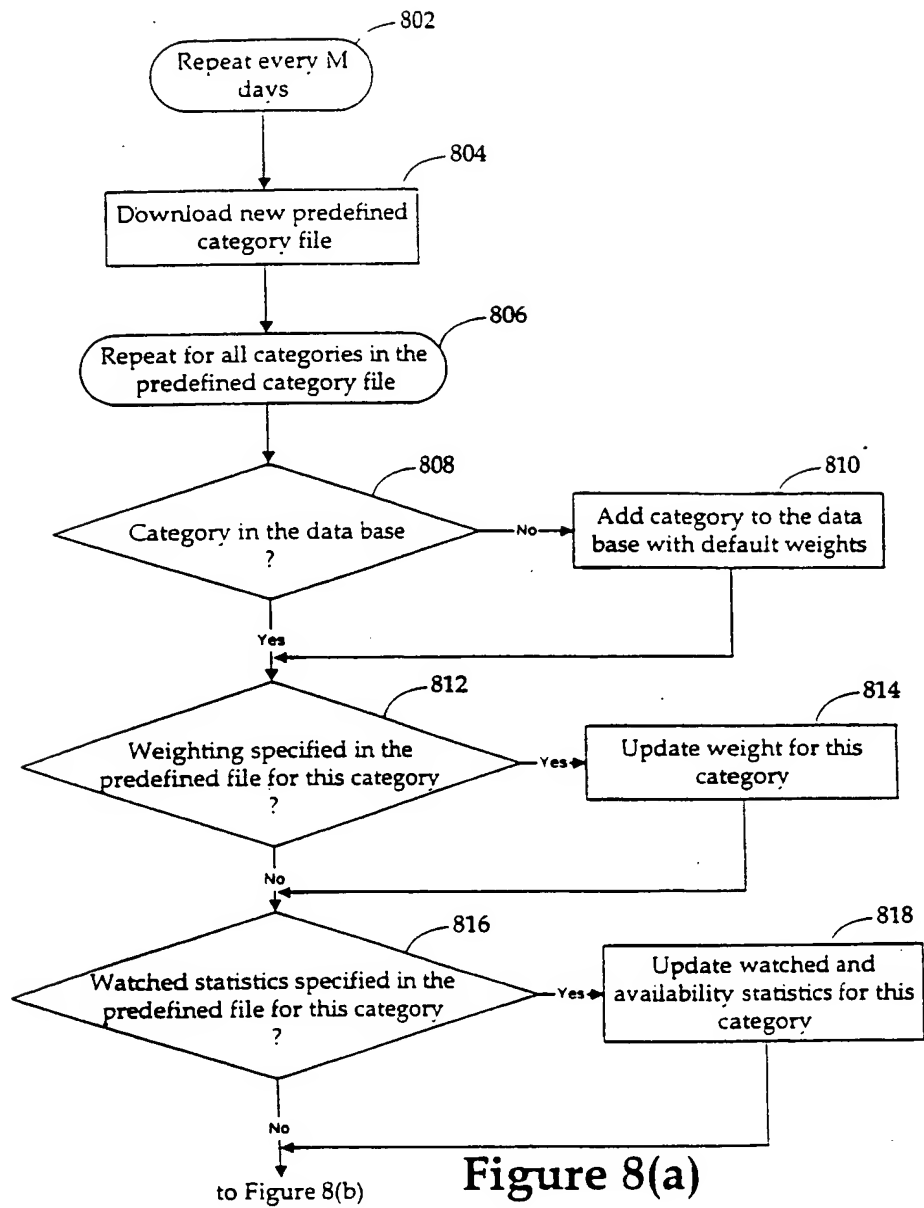 802
Repeat every M
days
804
Download new predefined
category file
806
Repeat for all categories in the
predefined category file
808
Category in the data base
?
No
810
Add category to the data
base with default weights
Yes
812
Weighting specified in the
predefined file for this category
?
Yes
814
Update weight for this
category
No
816
Watched statistics specified in the
predefined file for this category
?
Yes
818
Update watched and
availability statistics for this
category
No
to Figure 8(b)
Figure 8(a)